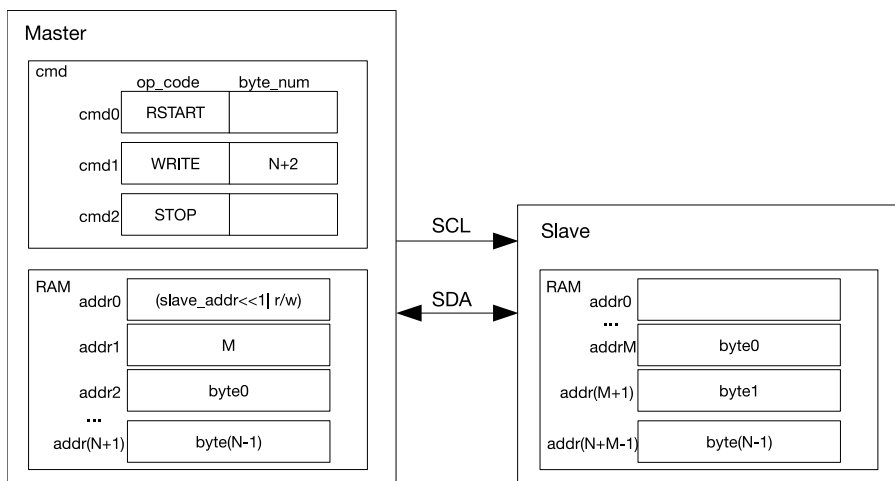 Master
cmd
op_code byte_num
cmd0 RSTART
cmd1 WRITE N+2
cmd2 STOP
RAM
addr0 (slave_addr<<1| r/w)
addr1 M
addr2 byte0
...
addr(N+1) byte(N-1)
SCL
SDA
Slave
RAM
addr0
...
addrM byte0
addr(M+1) byte1
addr(N+M-1) byte(N-1)